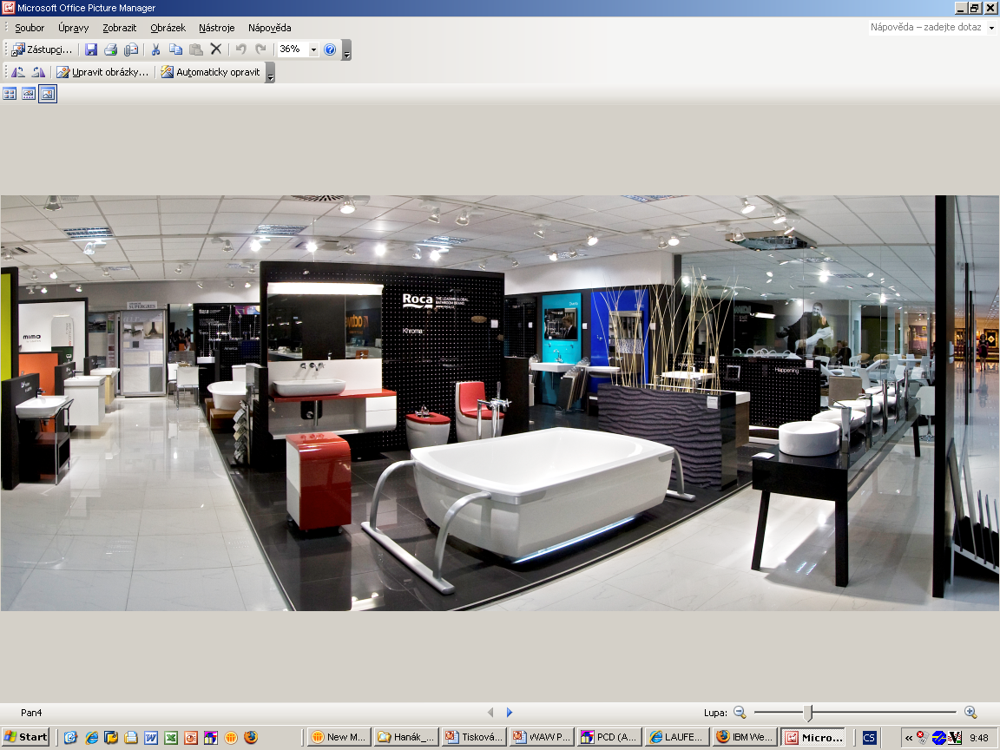 Microsoft Office Picture Manager
Soubor Úpravy Zobrazit Obrázek Nástroje Nápověda
Nápověda – zadejte dotaz
Zástupci... 36%
Upravit obrázky... Automaticky opravit
SUPERGRES
mimo
Roca THE LEADING GLOBAL BATHROOM BRAND
Khroma
America
Happening
Pan4
Lupa:
Start
New M...
Hanák_...
Tisková...
WAW P...
PCD (A...
LAUFE...
IBM We...
Micro...
CS
«
9:48